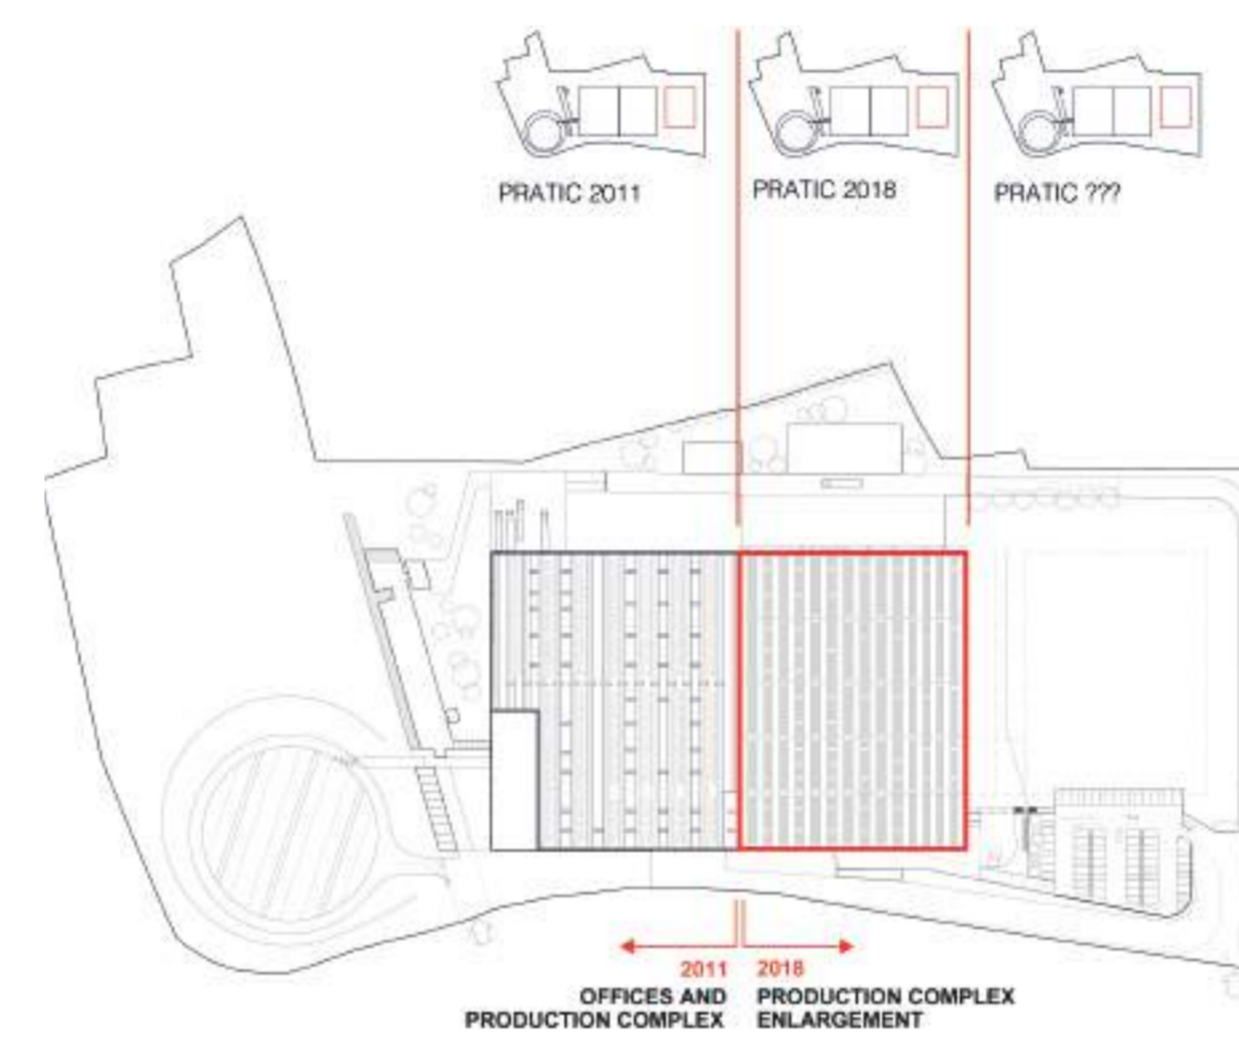 PRATIC 2011
PRATIC 2018
PRATIC ???
2011
OFFICES AND
PRODUCTION COMPLEX
2018
PRODUCTION COMPLEX
ENLARGEMENT